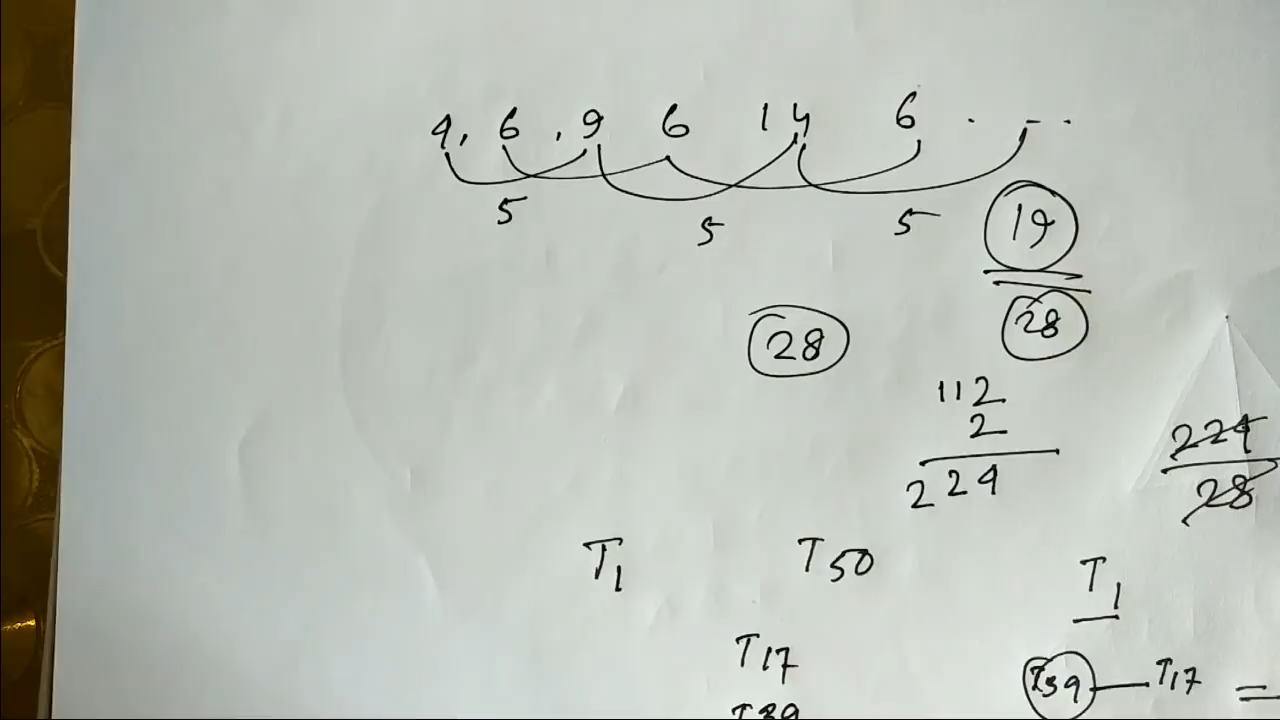 4, 6, 9 6 14 6 . - .
5 5 5 19
28 28
112
2
224
224
28
T1 T50 T1
T17
T39 — T17 =
T39